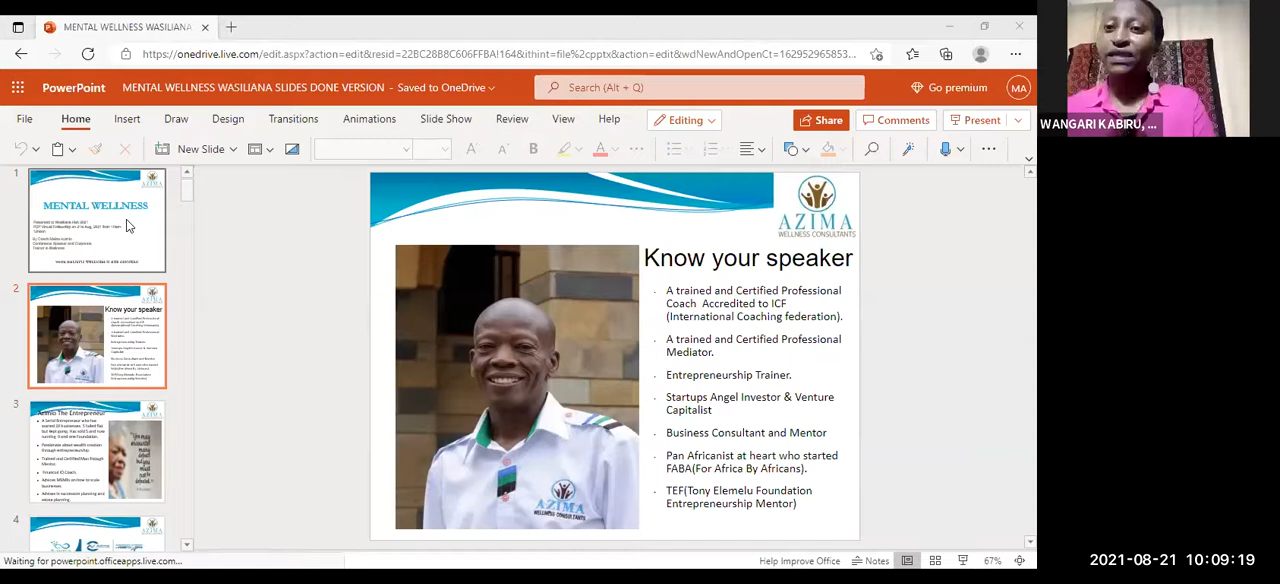 MENTAL WELLNESS WASILIANA
https://onedrive.live.com/edit.aspx?action=edit&resid=22BC2B8C606FFBA!164&ithint=file%2cpptx&action=edit&wdNewAndOpenCt=162952965853...
PowerPoint MENTAL WELLNESS WASILIANA SLIDES DONE VERSION - Saved to OneDrive
Search (Alt + Q)
Go premium
MA
File Home Insert Draw Design Slide Show Transitions Animations Review View Help
Editing
Share
Comments
Present
New Slide
WANGARI KABIRU, ...
1
MENTAL WELLNESS
2
Know your speaker
3
Azimio The Entrepreneur
4
AZIMA
WELLNESS CONSULTANTS
Know your speaker
A trained and Certified Professional
Coach Accredited to ICF
(International Coaching federation).
A trained and Certified Professional
Mediator.
Entrepreneurship Trainer.
Startups Angel Investor & Venture
Capitalist
Business Consultant and Mentor
Pan Africanist at heart who started
FABA(For Africa By Africans).
TEF(Tony Elemelu Foundation
Entrepreneurship Mentor)
AZIMA
WELLNESS CONSULTANTS
Waiting for powerpoint.officeapps.live.com...
Help Improve Office
Notes
67%
2021-08-21 10:09:19